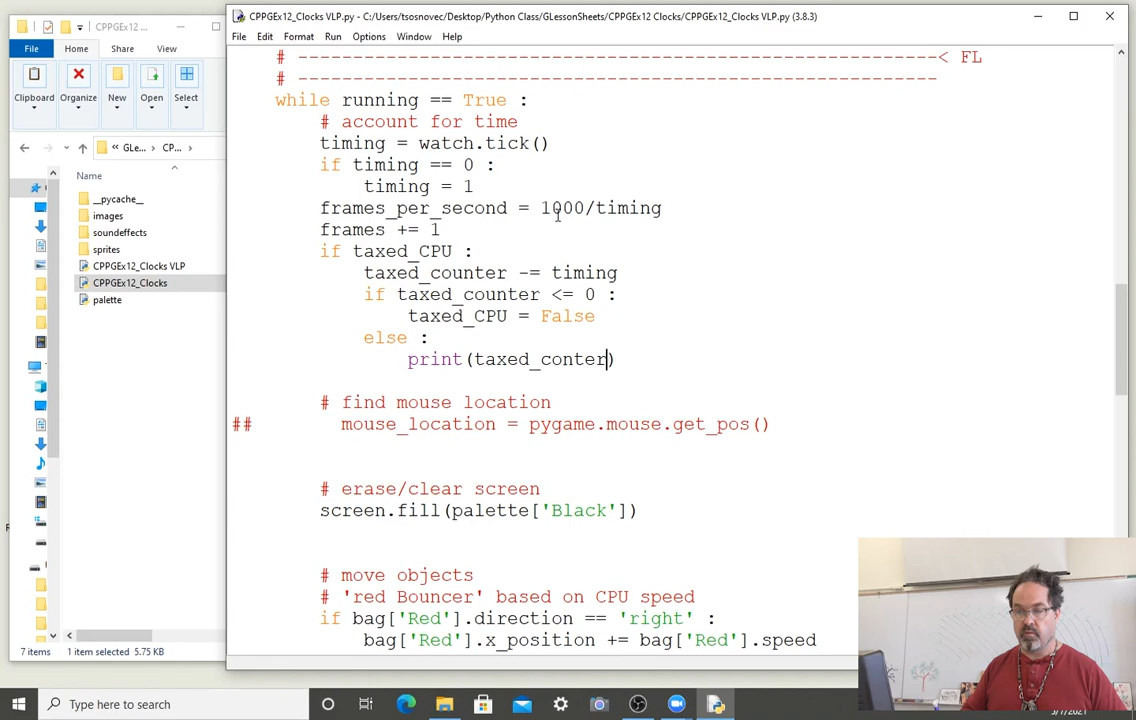 CPPGEx12 ...
CPPGEx12_Clocks VLP.py - C:/Users/tsosnovec/Desktop/Python Class/GLessonSheets/CPPGEx12 Clocks/CPPGEx12_Clocks VLP.py (3.8.3)
File Home Share View
File Edit Format Run Options Window Help
Clipboard Organize New Open Select
« GLe... › CP... ›
Name
__pycache__
images
soundeffects
sprites
CPPGEx12_Clocks VLP
CPPGEx12_Clocks
palette
7 items 1 item selected 5.75 KB
# -----------------------------------------------------------< FL
# -----------------------------------------------------------
while running == True :
# account for time
timing = watch.tick()
if timing == 0 :
timing = 1
frames_per_second = 1000/timing
frames += 1
if taxed_CPU :
taxed_counter -= timing
if taxed_counter <= 0 :
taxed_CPU = False
else :
print(taxed_conter)
# find mouse location
## mouse_location = pygame.mouse.get_pos()
# erase/clear screen
screen.fill(palette['Black'])
# move objects
# 'red Bouncer' based on CPU speed
if bag['Red'].direction == 'right' :
bag['Red'].x_position += bag['Red'].speed
Type here to search